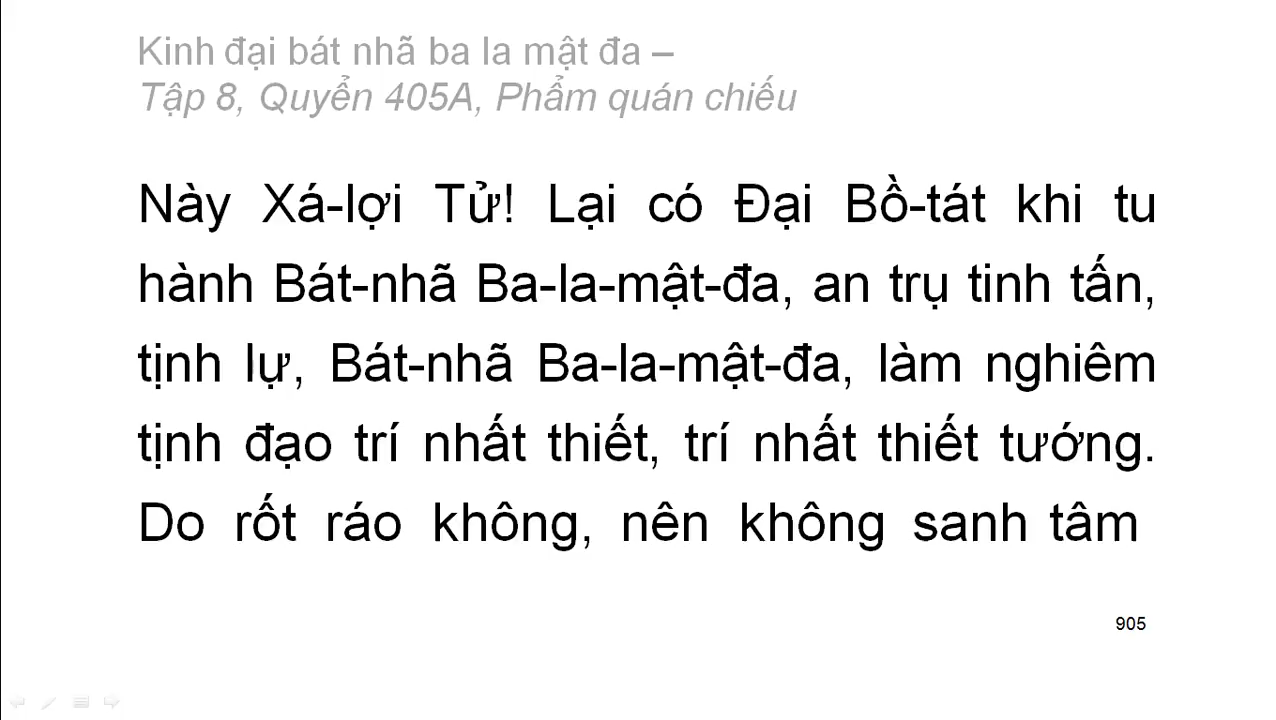 Kinh đại bát nhã ba la mật đa –
Tập 8, Quyển 405A, Phẩm quán chiếu
Này Xá-lợi Tử! Lại có Đại Bồ-tát khi tu
hành Bát-nhã Ba-la-mật-đa, an trụ tinh tấn,
tịnh lự, Bát-nhã Ba-la-mật-đa, làm nghiêm
tịnh đạo trí nhất thiết, trí nhất thiết tướng.
Do rốt ráo không, nên không sanh tâm
905